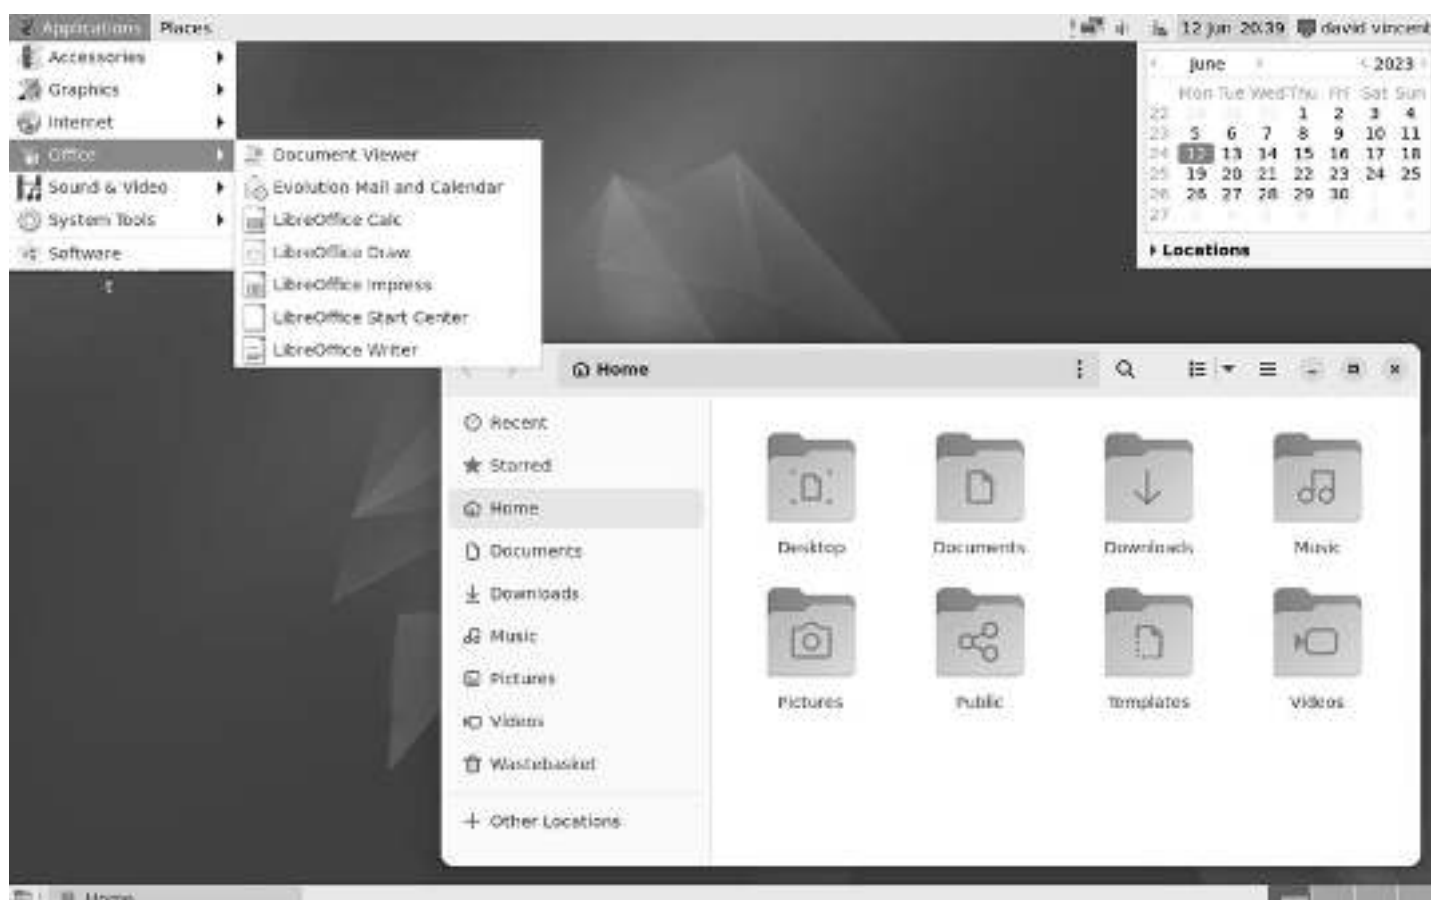 Applications Places 12 Jun 20:39 david vincent
Accessories
Graphics
Internet
Office
Sound & Video
System Tools
Software
Document Viewer
Evolution Mail and Calendar
LibreOffice Calc
LibreOffice Draw
LibreOffice Impress
LibreOffice Start Center
LibreOffice Writer
June 2023
Mon Tue Wed Thu Fri Sat Sun
22 1 2 3 4
23 5 6 7 8 9 10 11
24 12 13 14 15 16 17 18
25 19 20 21 22 23 24 25
26 26 27 28 29 30
27
Locations
Home
Recent
Starred
Home
Documents
Downloads
Music
Pictures
Videos
Wastebasket
Other Locations
Desktop Documents Downloads Music
Pictures Public Templates Videos
Home